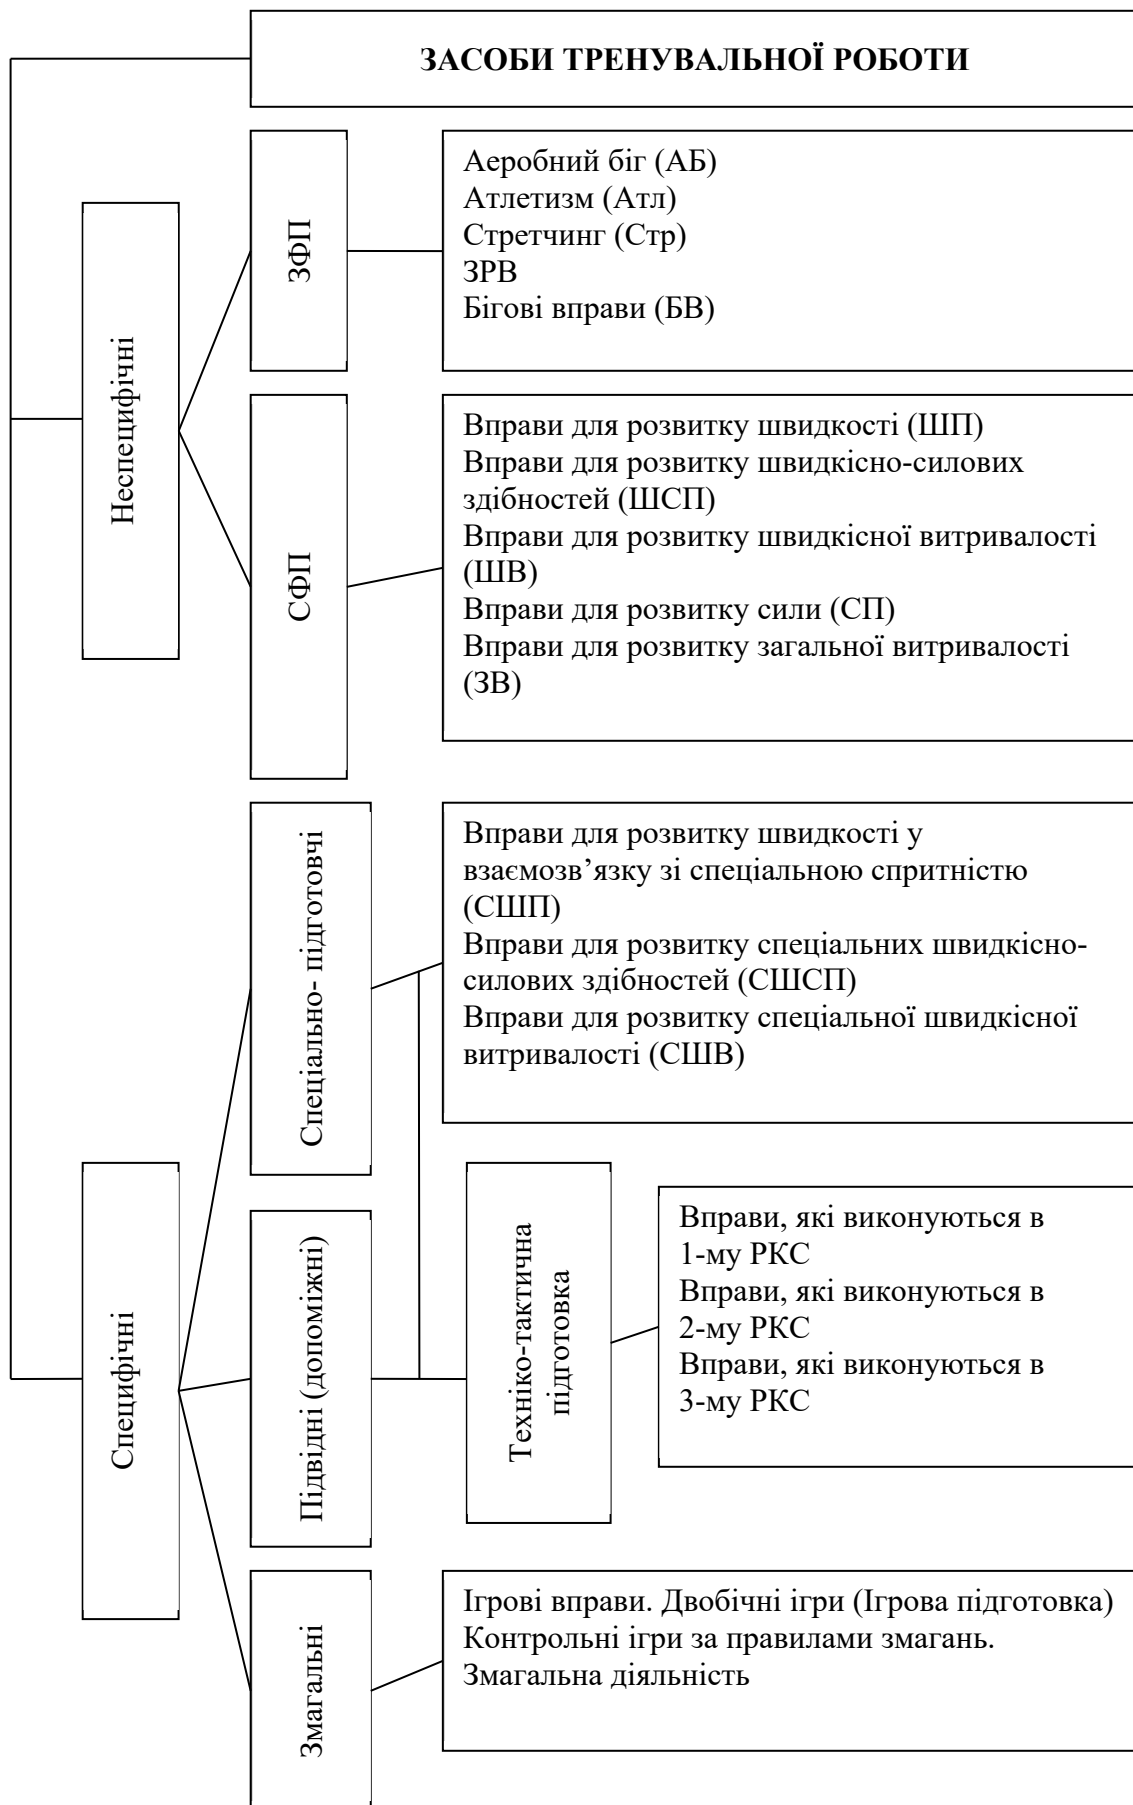 ЗАСОБИ ТРЕНУВАЛЬНОЇ РОБОТИ
Неспецифічні
ЗФП
Аеробний біг (АБ)
Атлетизм (Атл)
Стретчинг (Стр)
ЗРВ
Бігові вправи (БВ)
СФП
Вправи для розвитку швидкості (ШП)
Вправи для розвитку швидкісно-силових
здібностей (ШСП)
Вправи для розвитку швидкісної витривалості
(ШВ)
Вправи для розвитку сили (СП)
Вправи для розвитку загальної витривалості
(ЗВ)
Специфічні
Спеціально- підготовчі
Вправи для розвитку швидкості у
взаємозв’язку зі спеціальною спритністю
(СШП)
Вправи для розвитку спеціальних швидкісно-
силових здібностей (СШСП)
Вправи для розвитку спеціальної швидкісної
витривалості (СШВ)
Підвідні (допоміжні)
Техніко-тактична
підготовка
Вправи, які виконуються в
1-му РКС
Вправи, які виконуються в
2-му РКС
Вправи, які виконуються в
3-му РКС
Змагальні
Ігрові вправи. Двобічні ігри (Ігрова підготовка)
Контрольні ігри за правилами змагань.
Змагальна діяльність